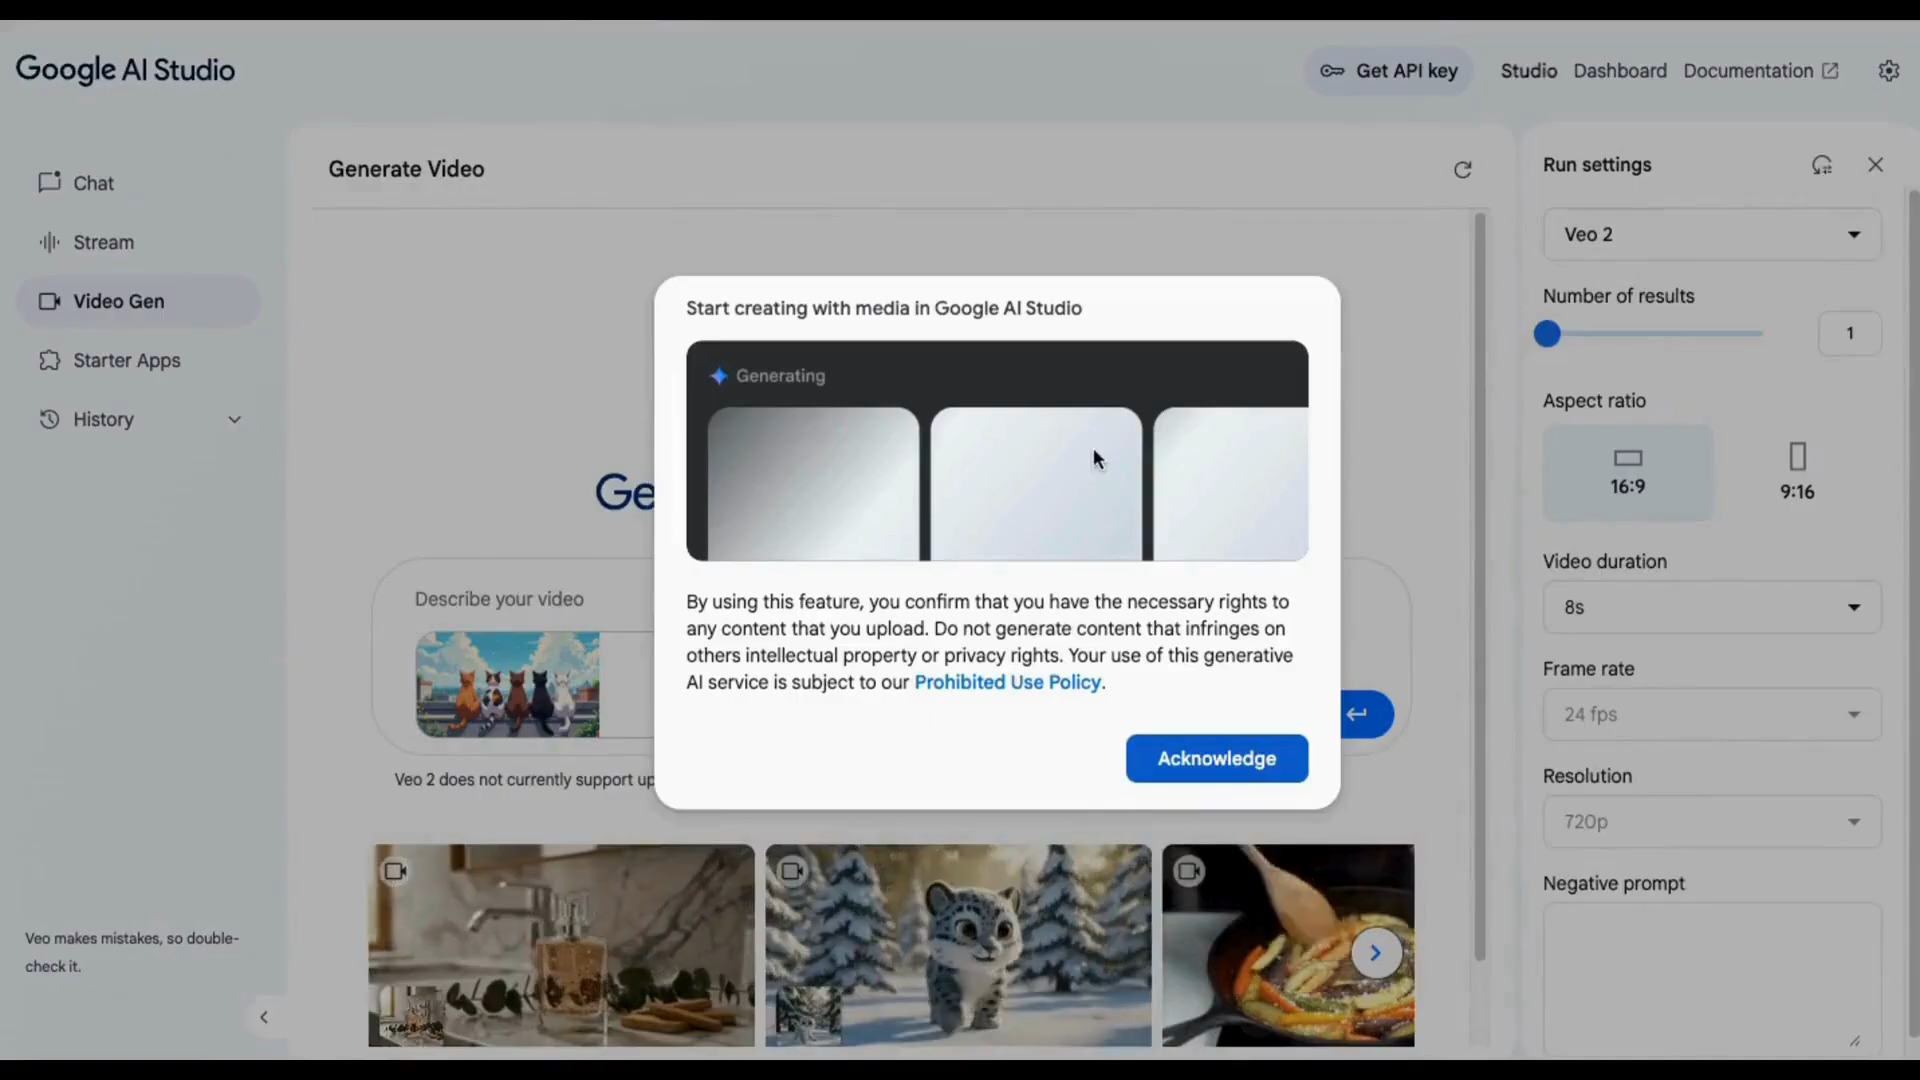 Google AI Studio
Get API key
Studio
Dashboard
Documentation
Chat
Stream
Video Gen
Starter Apps
History
Veo makes mistakes, so double-
check it.
Generate Video
Ge
Describe your video
Veo 2 does not currently support up
Start creating with media in Google AI Studio
Generating
By using this feature, you confirm that you have the necessary rights to
any content that you upload. Do not generate content that infringes on
others intellectual property or privacy rights. Your use of this generative
AI service is subject to our Prohibited Use Policy.
Acknowledge
Run settings
Veo 2
Number of results
1
Aspect ratio
16:9
9:16
Video duration
8s
Frame rate
24 fps
Resolution
720p
Negative prompt